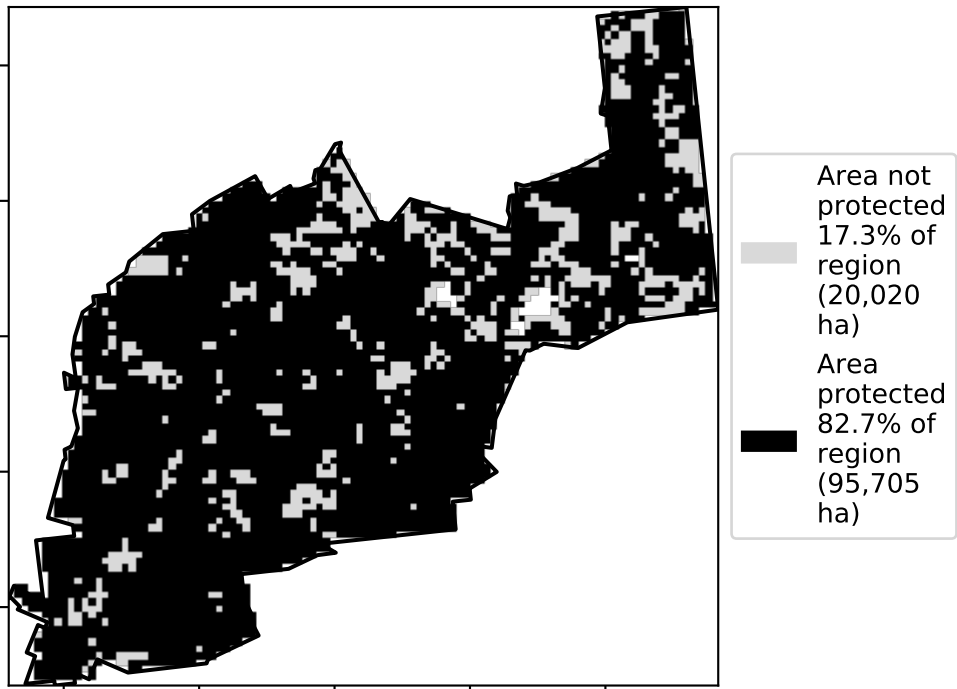 Area not
protected
17.3% of
region
(20,020
ha)
Area
protected
82.7% of
region
(95,705
ha)